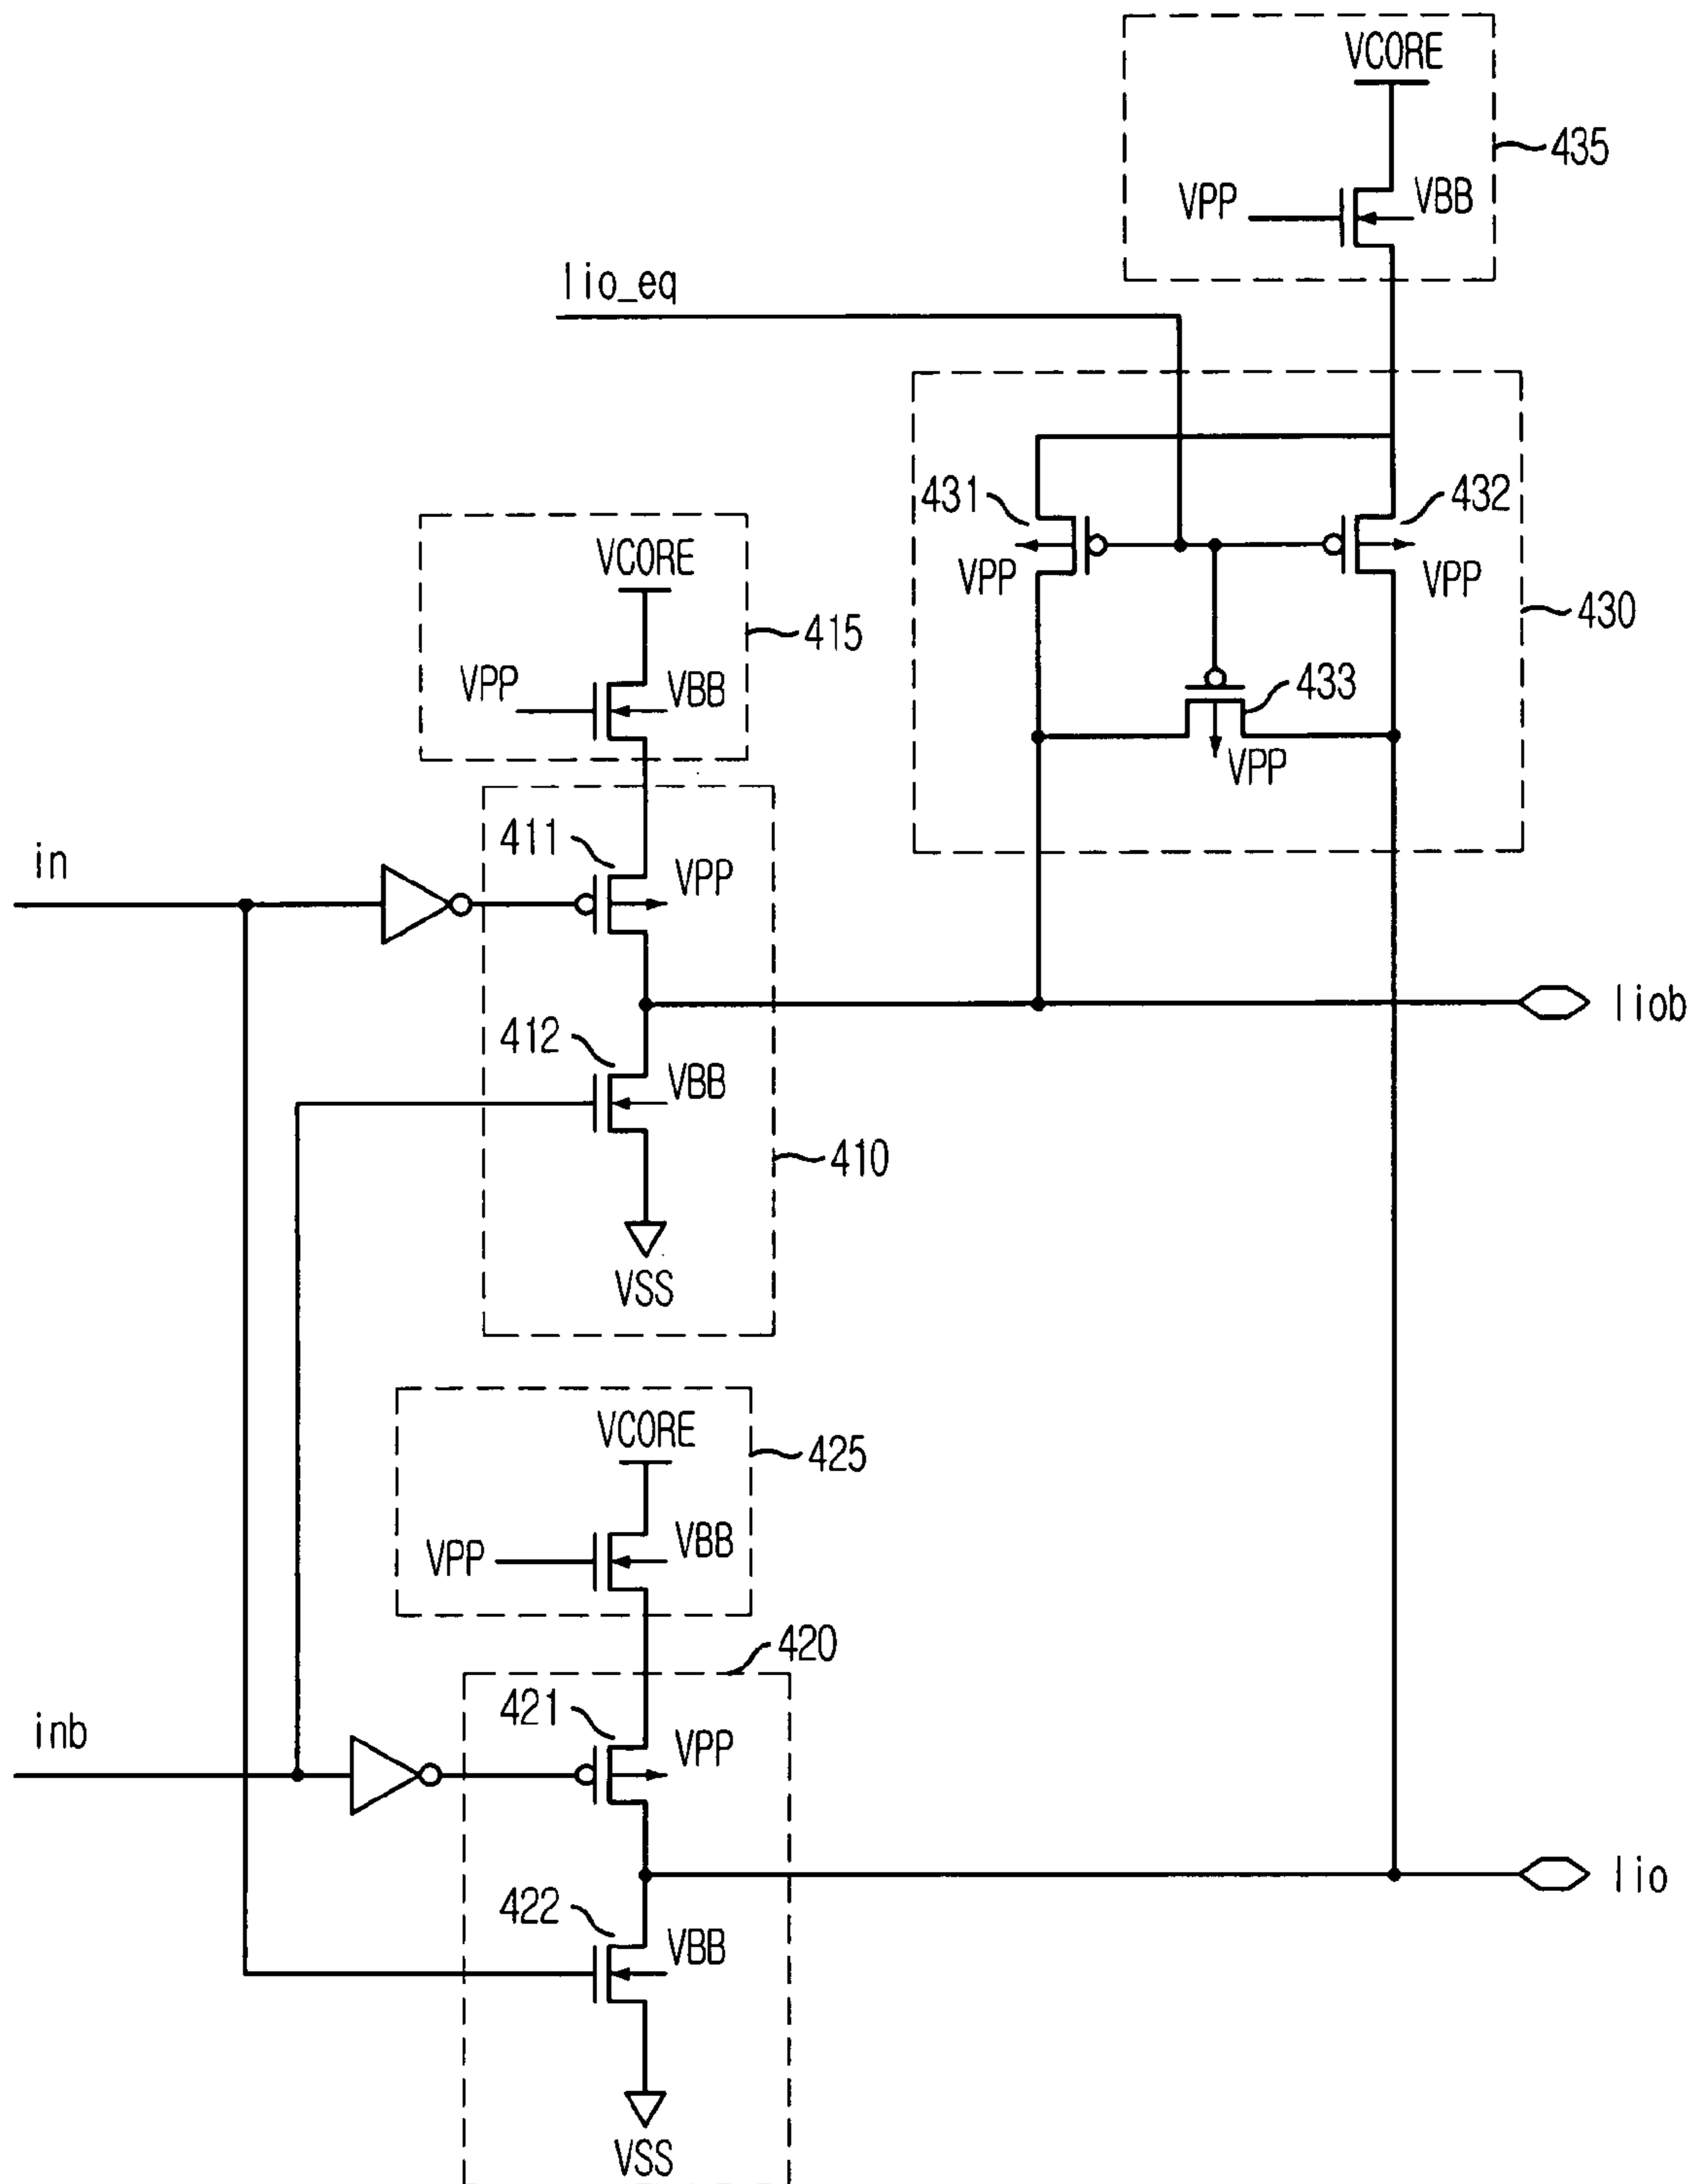 VCORE
435
VPP
VBB
lio_eq
431
432
VPP
VPP
430
VCORE
415
VPP
VBB
433
VPP
411
VPP
in
liob
412
VBB
410
VSS
VCORE
425
VPP
VBB
420
421
VPP
inb
lio
422
VBB
VSS